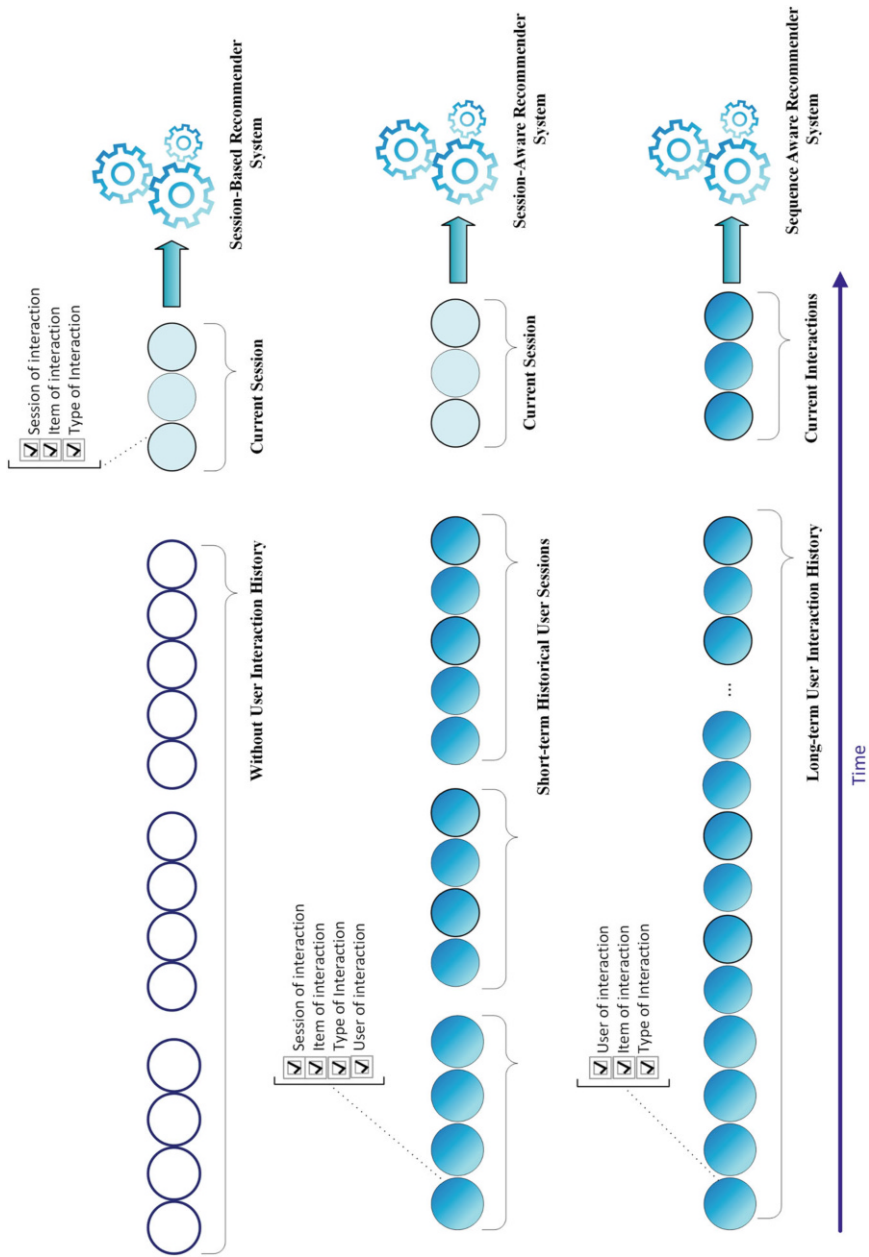 Session of interaction
Item of interaction
Type of Interaction
Without User Interaction History
Current Session
Session-Based Recommender
System
Session of interaction
Item of interaction
Type of Interaction
User of interaction
Short-term Historical User Sessions
Current Session
Session-Aware Recommender
System
User of interaction
Item of interaction
Type of Interaction
...
Long-term User Interaction History
Current Interactions
Sequence Aware Recommender
System
Time